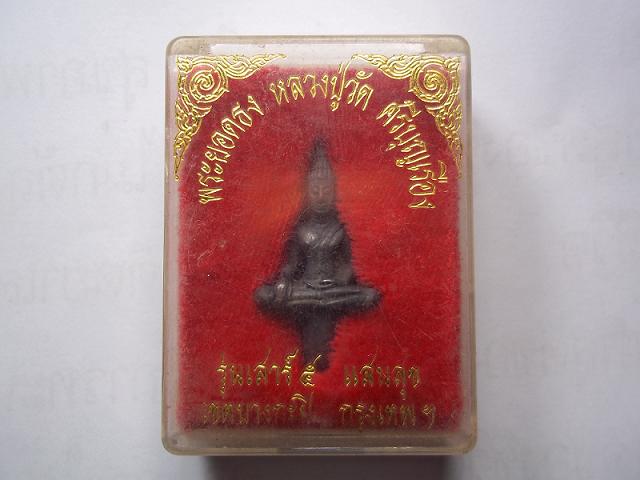 พระยอดธง หลวงปู่วัด ศรีบุญเรือง
รุ่นเสาร์ ๕ แสนสุข
เขตบางกะปิ กรุงเทพฯ